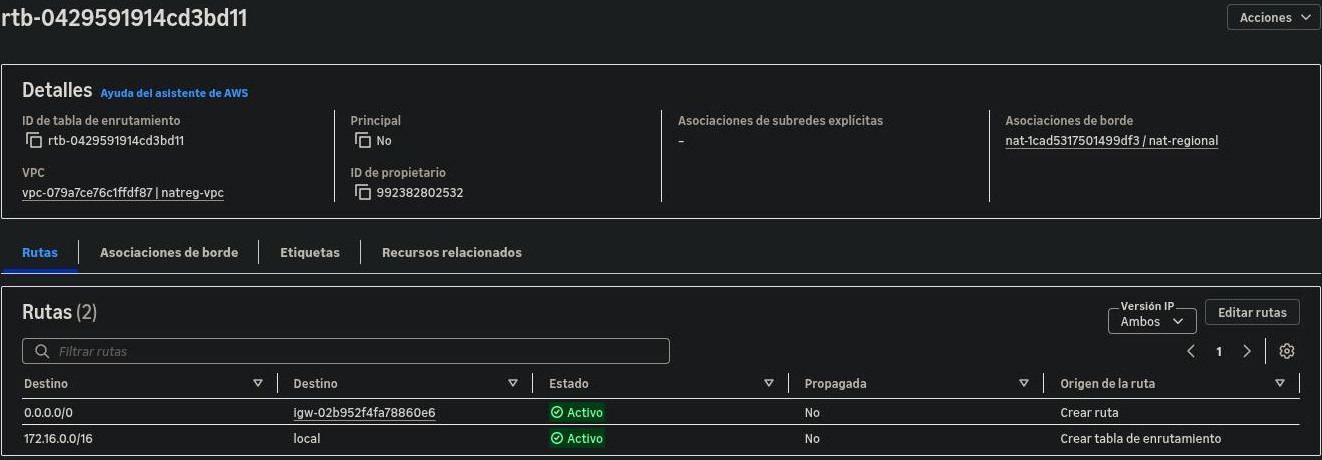 rtb-0429591914cd3bd11
Acciones
Detalles Ayuda del asistente de AWS
ID de tabla de enrutamiento
rtb-0429591914cd3bd11
Principal
No
Asociaciones de subredes explícitas
–
Asociaciones de borde
nat-1cad5317501499df3 / nat-regional
VPC
vpc-079a7ce76c1ffdf87 | natreg-vpc
ID de propietario
992382802532
Rutas Asociaciones de borde Etiquetas Recursos relacionados
Rutas (2)
Versión IP
Ambos
Editar rutas
Filtrar rutas
1
Destino Destino Estado Propagada Origen de la ruta
0.0.0.0/0 igw-02b952f4fa78860e6 Activo No Crear ruta
172.16.0.0/16 local Activo No Crear tabla de enrutamiento